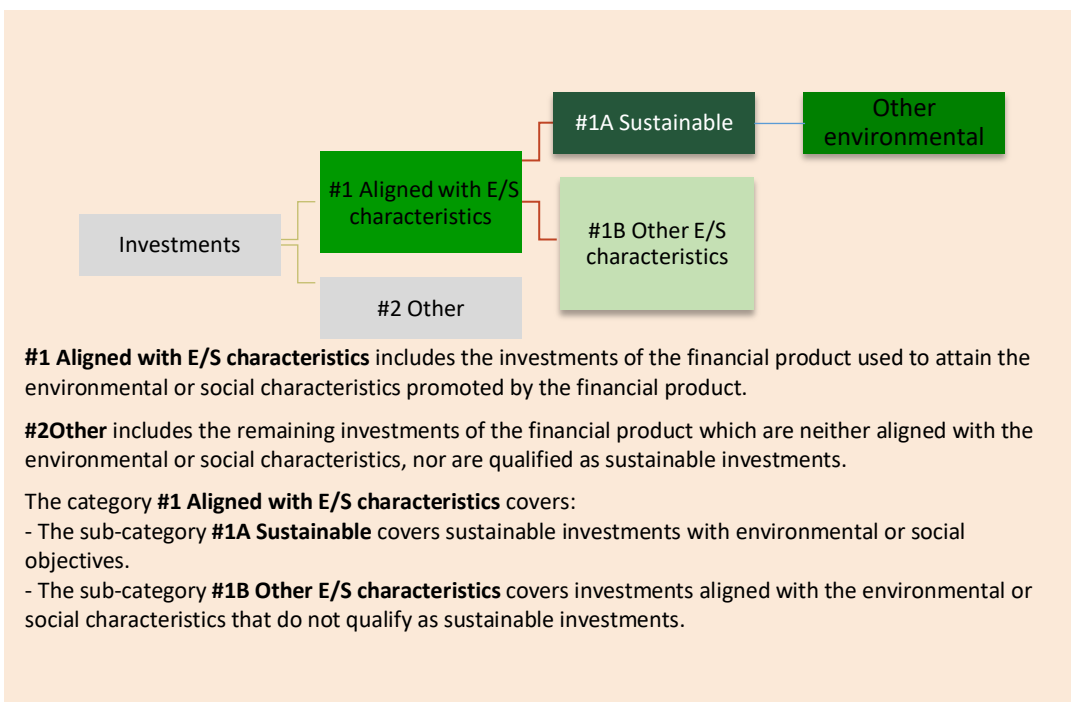 #1A Sustainable
Other
environmental
#1 Aligned with E/S
characteristics
#1B Other E/S
characteristics
Investments
#2 Other
#1 Aligned with E/S characteristics includes the investments of the financial product used to attain the
environmental or social characteristics promoted by the financial product.
#2Other includes the remaining investments of the financial product which are neither aligned with the
environmental or social characteristics, nor are qualified as sustainable investments.
The category #1 Aligned with E/S characteristics covers:
- The sub-category #1A Sustainable covers sustainable investments with environmental or social
objectives.
- The sub-category #1B Other E/S characteristics covers investments aligned with the environmental or
social characteristics that do not qualify as sustainable investments.